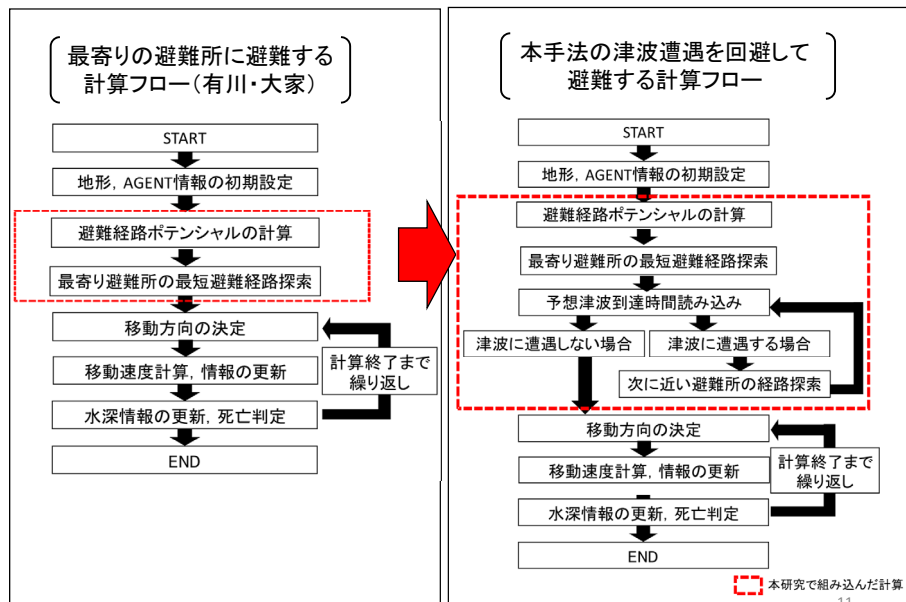 最寄りの避難所に避難する
計算フロー(有川・大家)
START
地形, AGENT情報の初期設定
避難経路ポテンシャルの計算
最寄り避難所の最短避難経路探索
移動方向の決定
移動速度計算, 情報の更新
水深情報の更新, 死亡判定
END
計算終了まで
繰り返し
本手法の津波遭遇を回避して
避難する計算フロー
START
地形, AGENT情報の初期設定
避難経路ポテンシャルの計算
最寄り避難所の最短避難経路探索
予想津波到達時間読み込み
津波に遭遇しない場合
津波に遭遇する場合
次に近い避難所の経路探索
移動方向の決定
移動速度計算, 情報の更新
水深情報の更新, 死亡判定
END
計算終了まで
繰り返し
本研究で組み込んだ計算
11